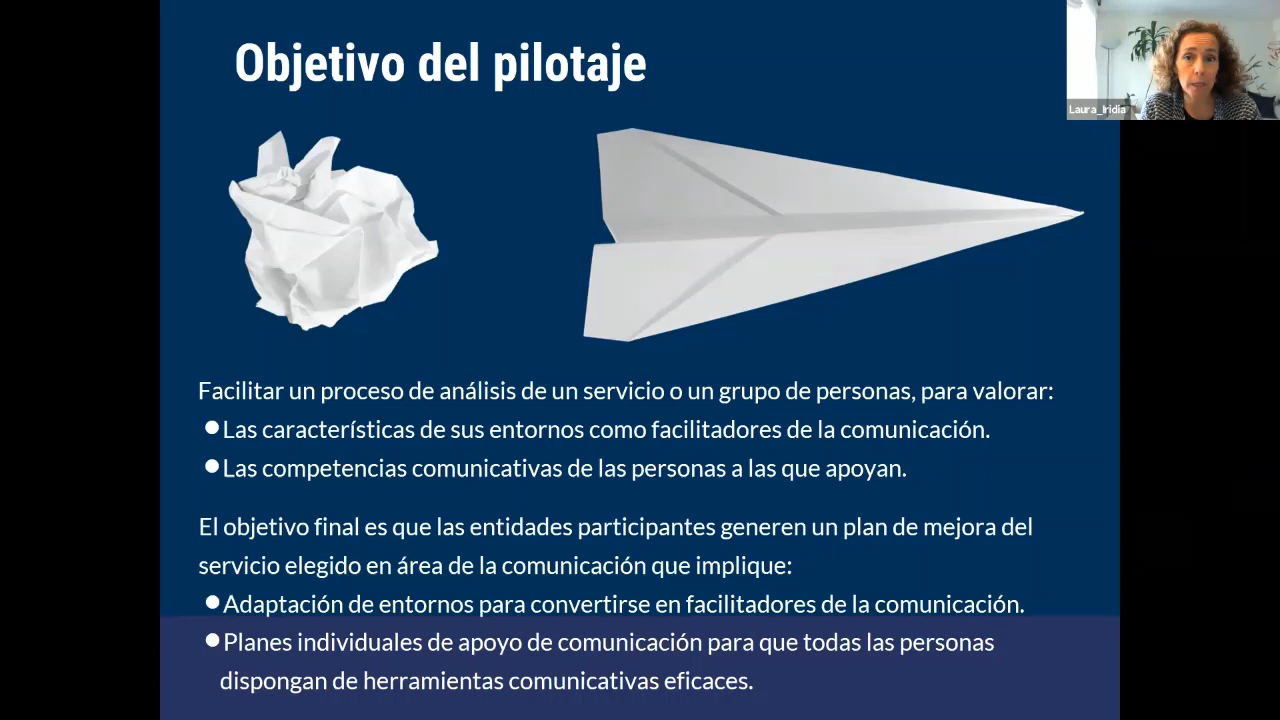 Objetivo del pilotaje
Laura_Iridia
Facilitar un proceso de análisis de un servicio o un grupo de personas, para valorar:
●Las características de sus entornos como facilitadores de la comunicación.
●Las competencias comunicativas de las personas a las que apoyan.
El objetivo final es que las entidades participantes generen un plan de mejora del
servicio elegido en área de la comunicación que implique:
●Adaptación de entornos para convertirse en facilitadores de la comunicación.
●Planes individuales de apoyo de comunicación para que todas las personas
dispongan de herramientas comunicativas eficaces.